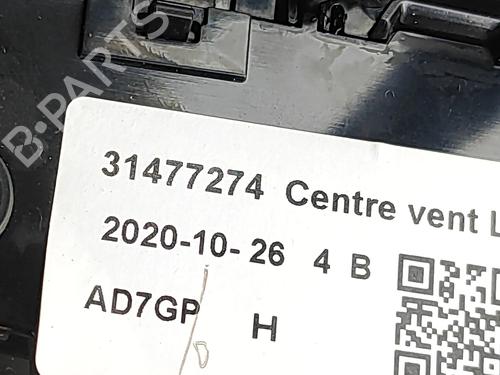 B-PARTS
31477274 Centre vent L
2020-10-26 4 B
AD7GP H